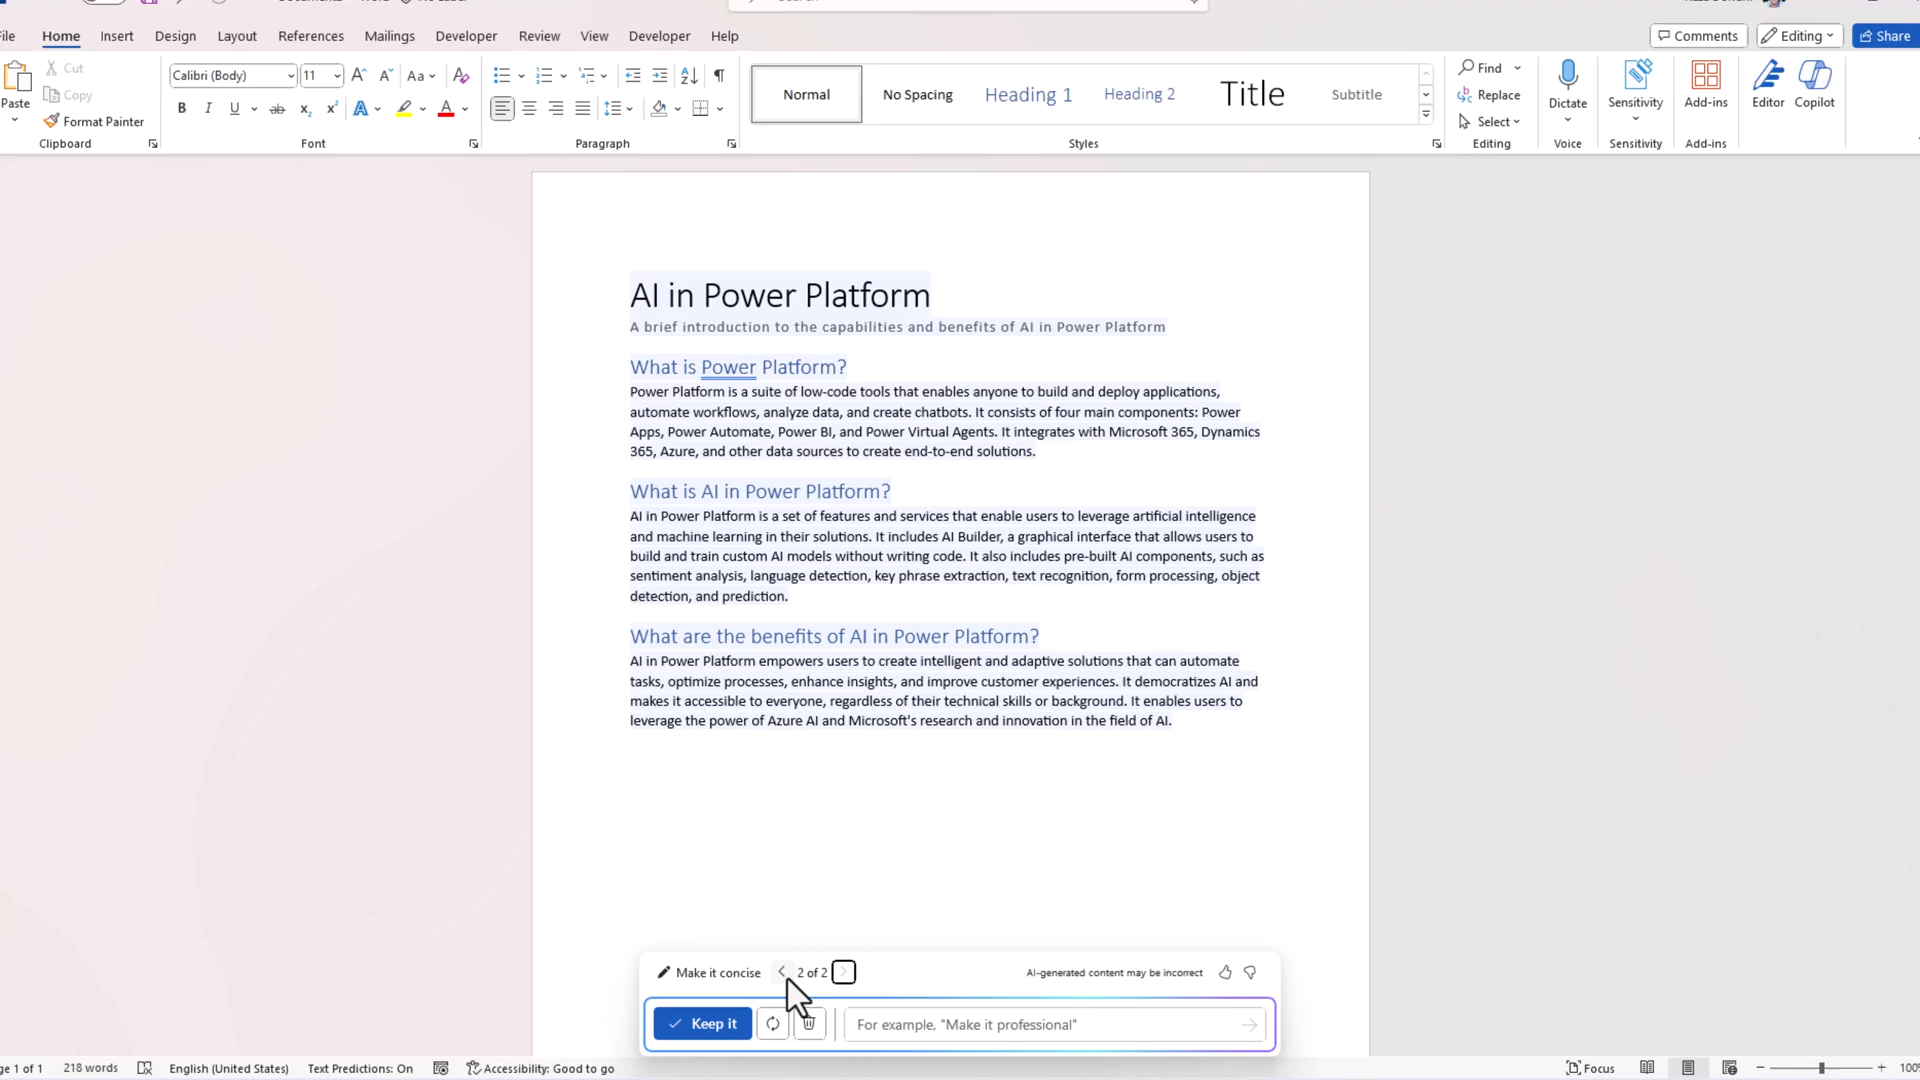 File Home Insert Design Layout References Mailings Developer Review View Developer Help Comments Editing Share
Cut
Copy
Paste
Format Painter
Calibri (Body) 11
Normal No Spacing Heading 1 Heading 2 Title Subtitle
Find
Replace
Select
Dictate Sensitivity Add-ins Editor Copilot
Clipboard Font Paragraph Styles Editing Voice Sensitivity Add-ins
AI in Power Platform
A brief introduction to the capabilities and benefits of AI in Power Platform
What is Power Platform?
Power Platform is a suite of low-code tools that enables anyone to build and deploy applications,
automate workflows, analyze data, and create chatbots. It consists of four main components: Power
Apps, Power Automate, Power BI, and Power Virtual Agents. It integrates with Microsoft 365, Dynamics
365, Azure, and other data sources to create end-to-end solutions.
What is AI in Power Platform?
AI in Power Platform is a set of features and services that enable users to leverage artificial intelligence
and machine learning in their solutions. It includes AI Builder, a graphical interface that allows users to
build and train custom AI models without writing code. It also includes pre-built AI components, such as
sentiment analysis, language detection, key phrase extraction, text recognition, form processing, object
detection, and prediction.
What are the benefits of AI in Power Platform?
AI in Power Platform empowers users to create intelligent and adaptive solutions that can automate
tasks, optimize processes, enhance insights, and improve customer experiences. It democratizes AI and
makes it accessible to everyone, regardless of their technical skills or background. It enables users to
leverage the power of Azure AI and Microsoft's research and innovation in the field of AI.
Make it concise 2 of 2 AI-generated content may be incorrect
Keep it For example, "Make it professional"
ge 1 of 1 218 words English (United States) Text Predictions: On Accessibility: Good to go Focus 100